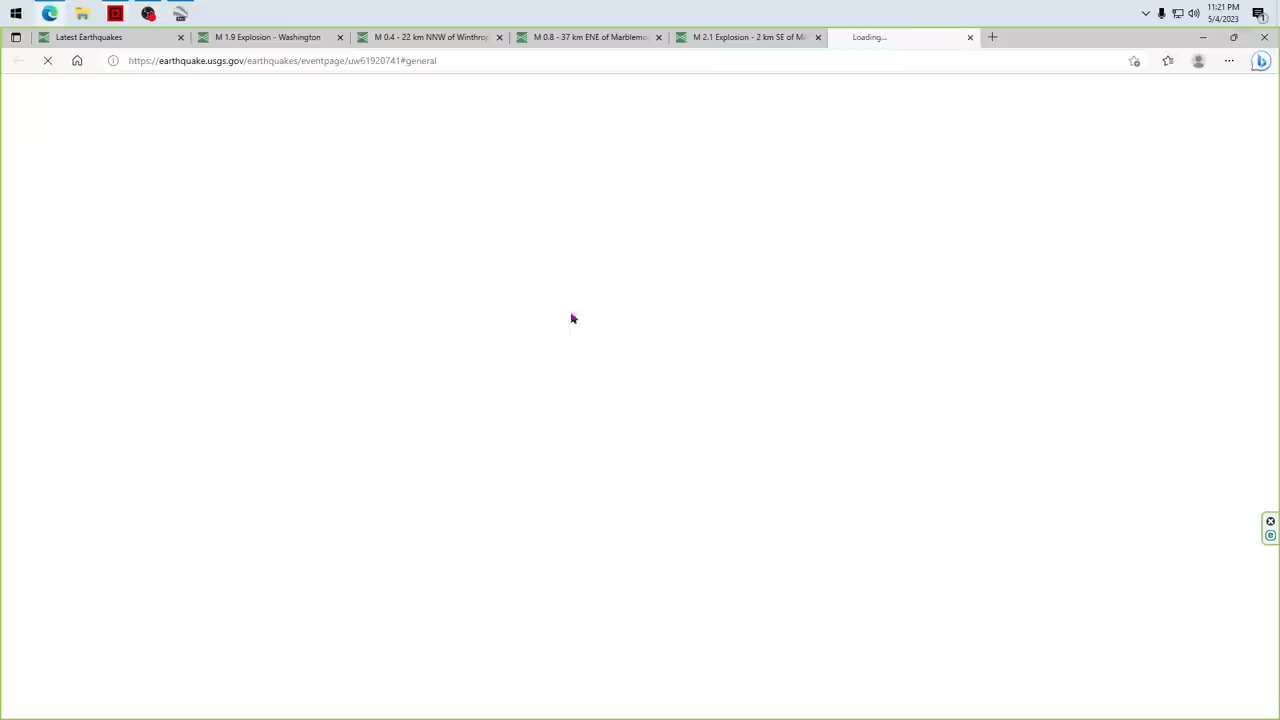 11:21 PM
5/4/2023
Latest Earthquakes
M 1.9 Explosion - Washington
M 0.4 - 22 km NNW of Winthrop
M 0.8 - 37 km ENE of Marblemo
M 2.1 Explosion - 2 km SE of
Loading...
https://earthquake.usgs.gov/earthquakes/eventpage/uw61920741#general